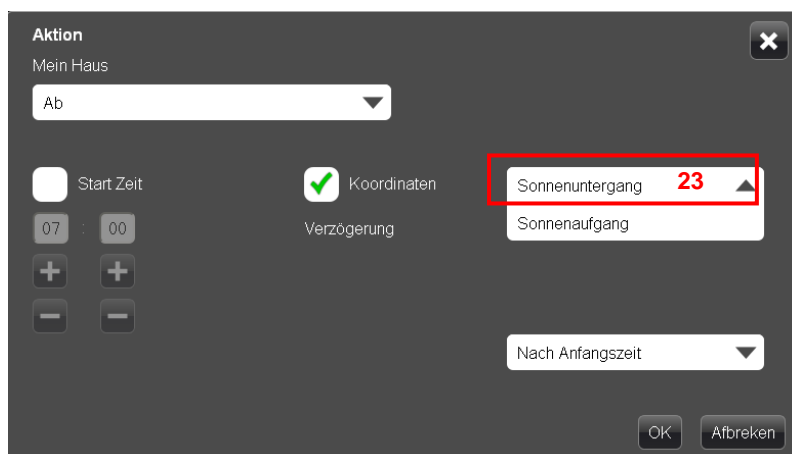 Aktion
Mein Haus
Ab
Start Zeit
Koordinaten
Sonnenuntergang 23
07 : 00
Verzögerung
Sonnenaufgang
Nach Anfangszeit
OK
Afbreken